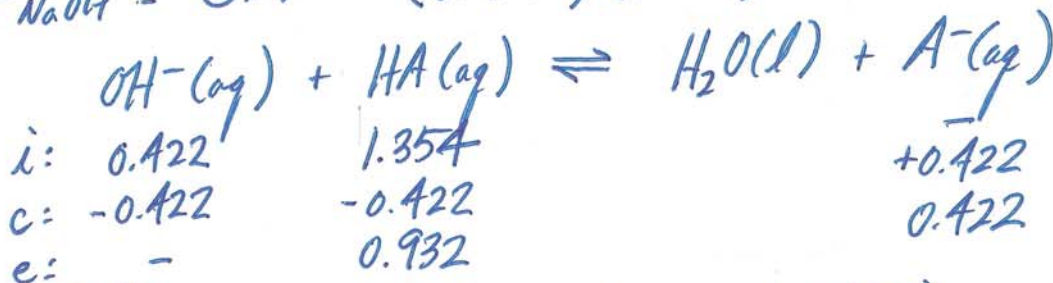 NaOH
OH⁻(aq) + HA(aq) ⇌ H₂O(l) + A⁻(aq)
i: 0.422 1.354 –
c: -0.422 -0.422 +0.422
e: – 0.932 0.422